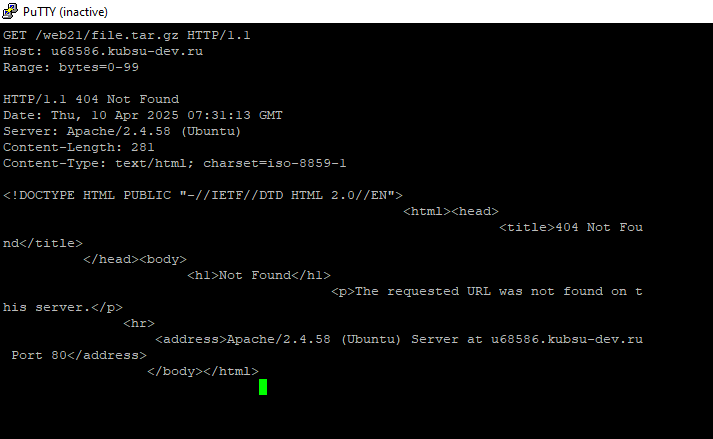 PuTTY (inactive)
GET /web21/file.tar.gz HTTP/1.1
Host: u68586.kubsu-dev.ru
Range: bytes=0-99
HTTP/1.1 404 Not Found
Date: Thu, 10 Apr 2025 07:31:13 GMT
Server: Apache/2.4.58 (Ubuntu)
Content-Length: 281
Content-Type: text/html; charset=iso-8859-1
<!DOCTYPE HTML PUBLIC "-//IETF//DTD HTML 2.0//EN">
<html><head>
<title>404 Not Fou
nd</title>
</head><body>
<h1>Not Found</h1>
<p>The requested URL was not found on t
his server.</p>
<hr>
<address>Apache/2.4.58 (Ubuntu) Server at u68586.kubsu-dev.ru
Port 80</address>
</body></html>